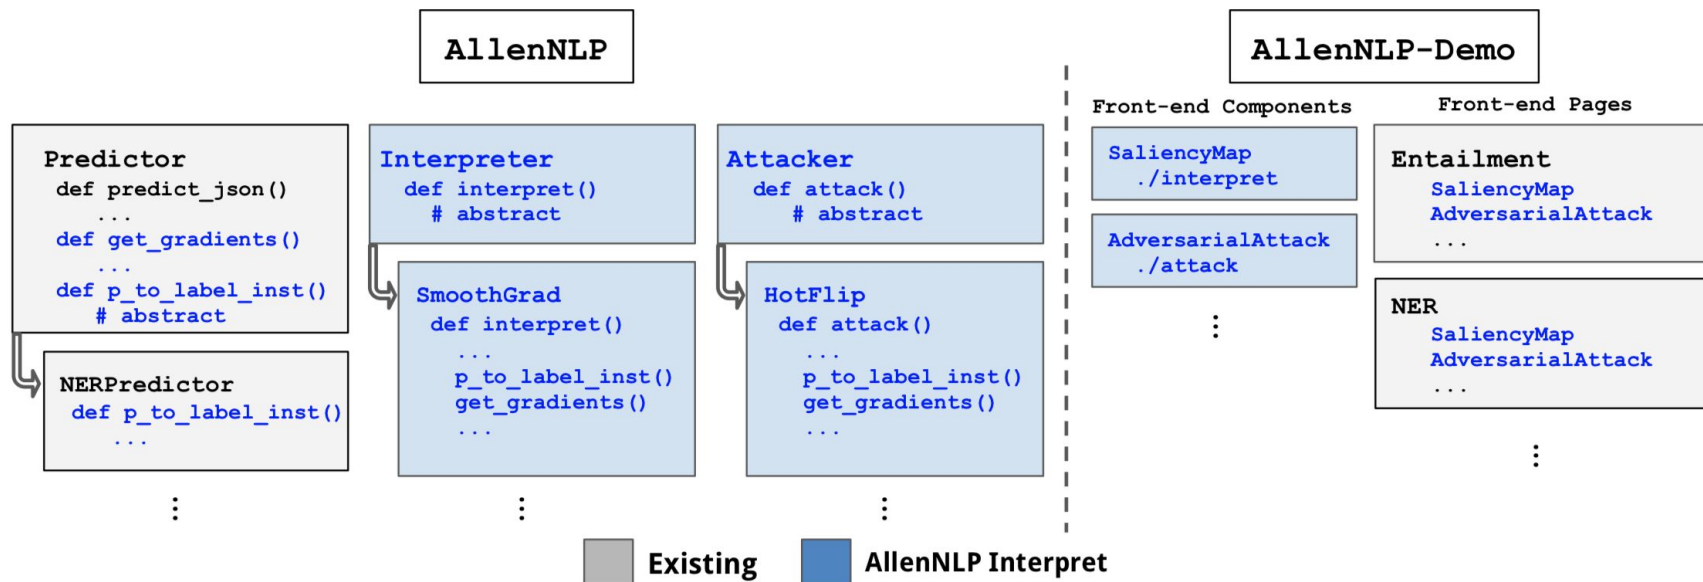 AllenNLP
Predictor
def predict_json()
...
def get_gradients()
...
def p_to_label_inst()
# abstract
NERPredictor
def p_to_label_inst()
...
⋮
Interpreter
def interpret()
# abstract
SmoothGrad
def interpret()
...
p_to_label_inst()
get_gradients()
...
⋮
Attacker
def attack()
# abstract
HotFlip
def attack()
...
p_to_label_inst()
get_gradients()
...
⋮
AllenNLP-Demo
Front-end Components
SaliencyMap
./interpret
AdversarialAttack
./attack
⋮
Front-end Pages
Entailment
SaliencyMap
AdversarialAttack
...
NER
SaliencyMap
AdversarialAttack
...
⋮
Existing
AllenNLP Interpret